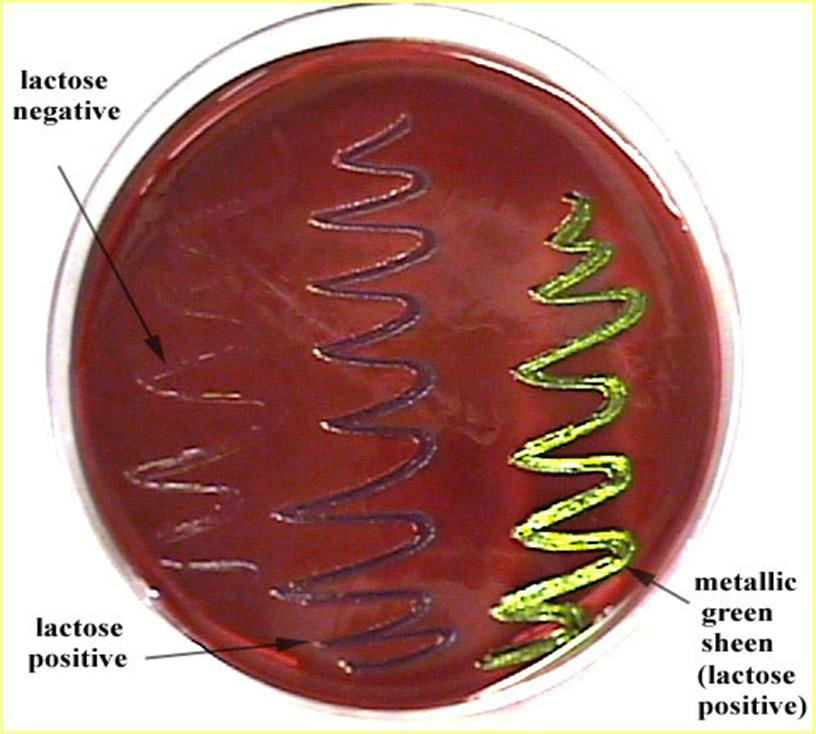 lactose
negative
lactose
positive
metallic
green
sheen
(lactose
positive)